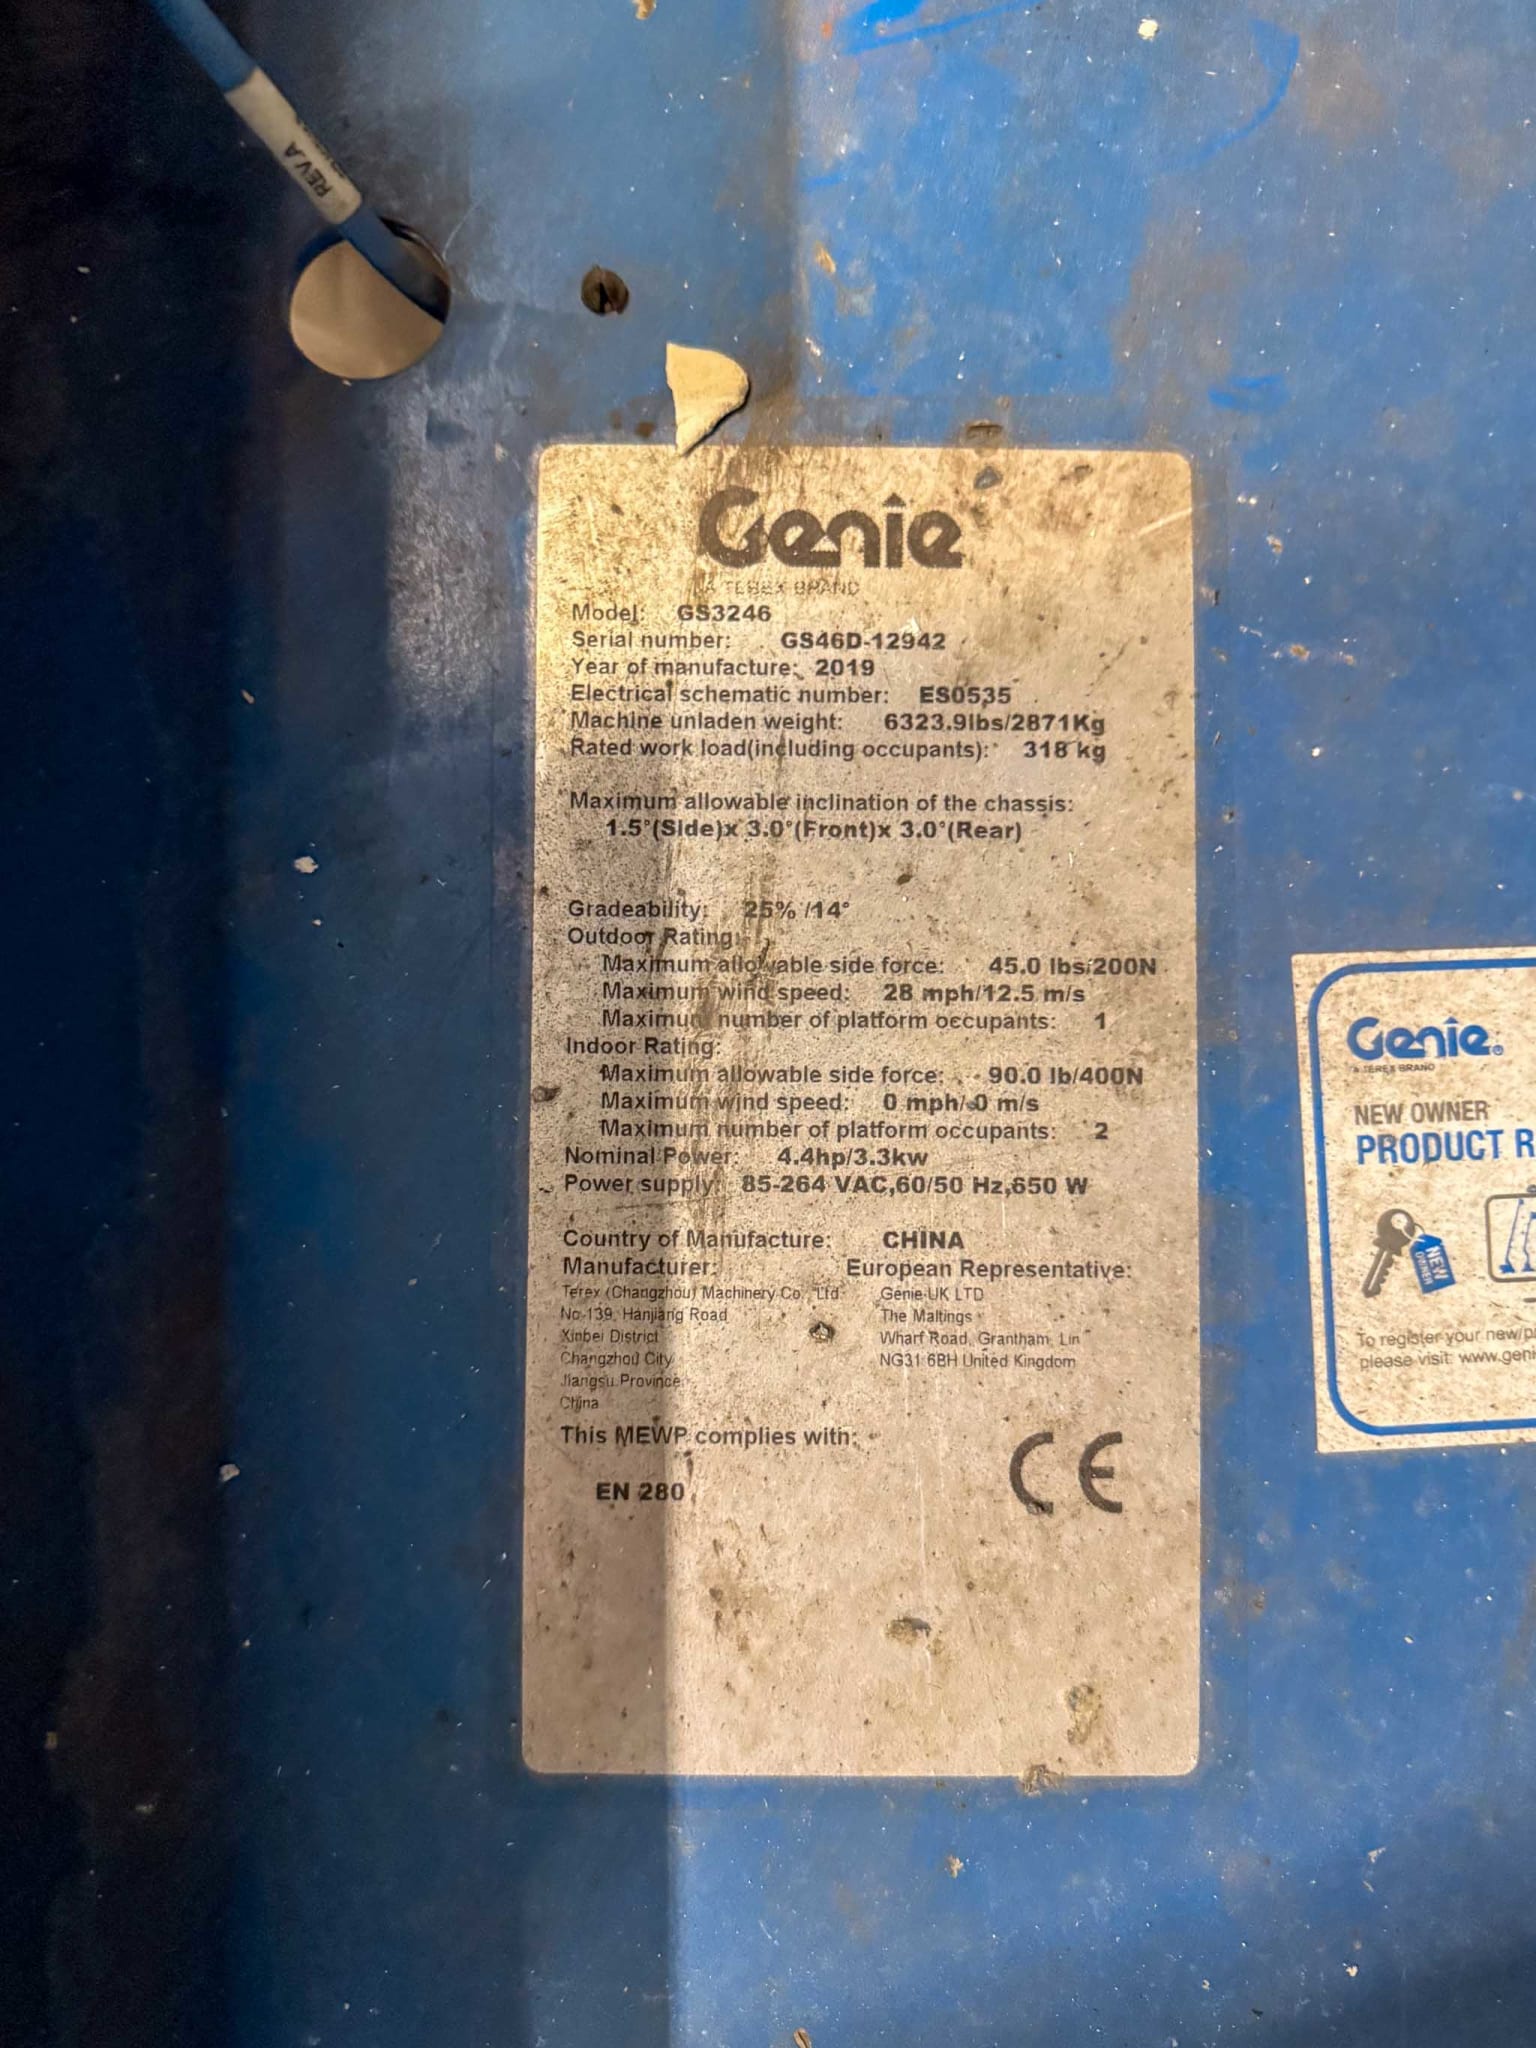 REV.A
Genie
A TEREX BRAND
Model: GS3246
Serial number: GS46D-12942
Year of manufacture: 2019
Electrical schematic number: ES0535
Machine unladen weight: 6323.9lbs/2871Kg
Rated work load(including occupants): 318 kg
Maximum allowable inclination of the chassis:
1.5°(Side)x 3.0°(Front)x 3.0°(Rear)
Gradeability: 25% /14°
Outdoor Rating:
Maximum allowable side force: 45.0 lbs/200N
Maximum wind speed: 28 mph/12.5 m/s
Maximum number of platform occupants: 1
Indoor Rating:
Maximum allowable side force: 90.0 lb/400N
Maximum wind speed: 0 mph/ 0 m/s
Maximum number of platform occupants: 2
Nominal Power: 4.4hp/3.3kw
Power supply: 85-264 VAC,60/50 Hz,650 W
Country of Manufacture: CHINA
Manufacturer:
Terex (Changzhou) Machinery Co., Ltd
No 139, Hanjiang Road
Xinbei District
Changzhou City
Jiangsu Province
China
European Representative:
Genie UK LTD
The Maltings
Wharf Road, Grantham, Lin
NG31 6BH United Kingdom
This MEWP complies with:
EN 280
CE
Genie®
A TEREX BRAND
NEW OWNER
PRODUCT R
NEW
OWNER
To register your new/p
please visit: www.geni